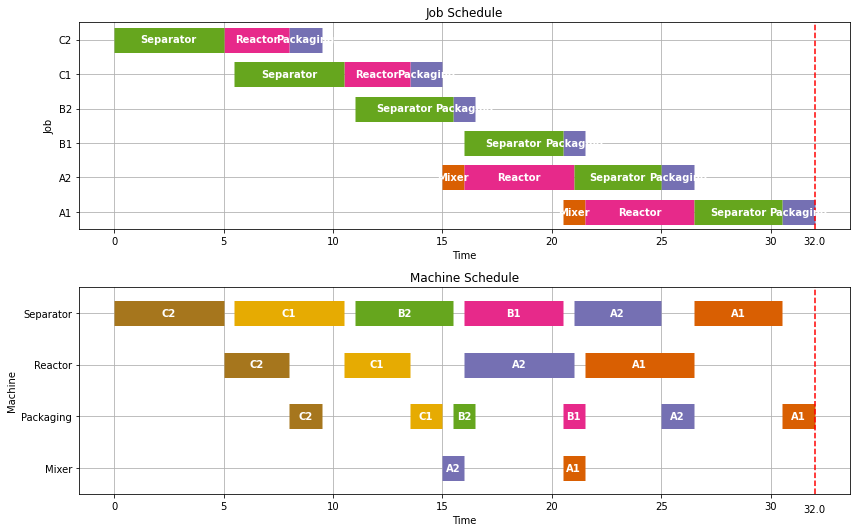 Job Schedule
Job
C2 Separator Reactor Packaging
C1 Separator Reactor Packaging
B2 Separator Packaging
B1 Separator Packaging
A2 Mixer Reactor Separator Packaging
A1 Mixer Reactor Separator Packaging
0 5 10 15 20 25 30 32.0
Time
Machine Schedule
Machine
Separator C2 C1 B2 B1 A2 A1
Reactor C2 C1 A2 A1
Packaging C2 C1 B2 B1 A2 A1
Mixer A2 A1
0 5 10 15 20 25 30 32.0
Time